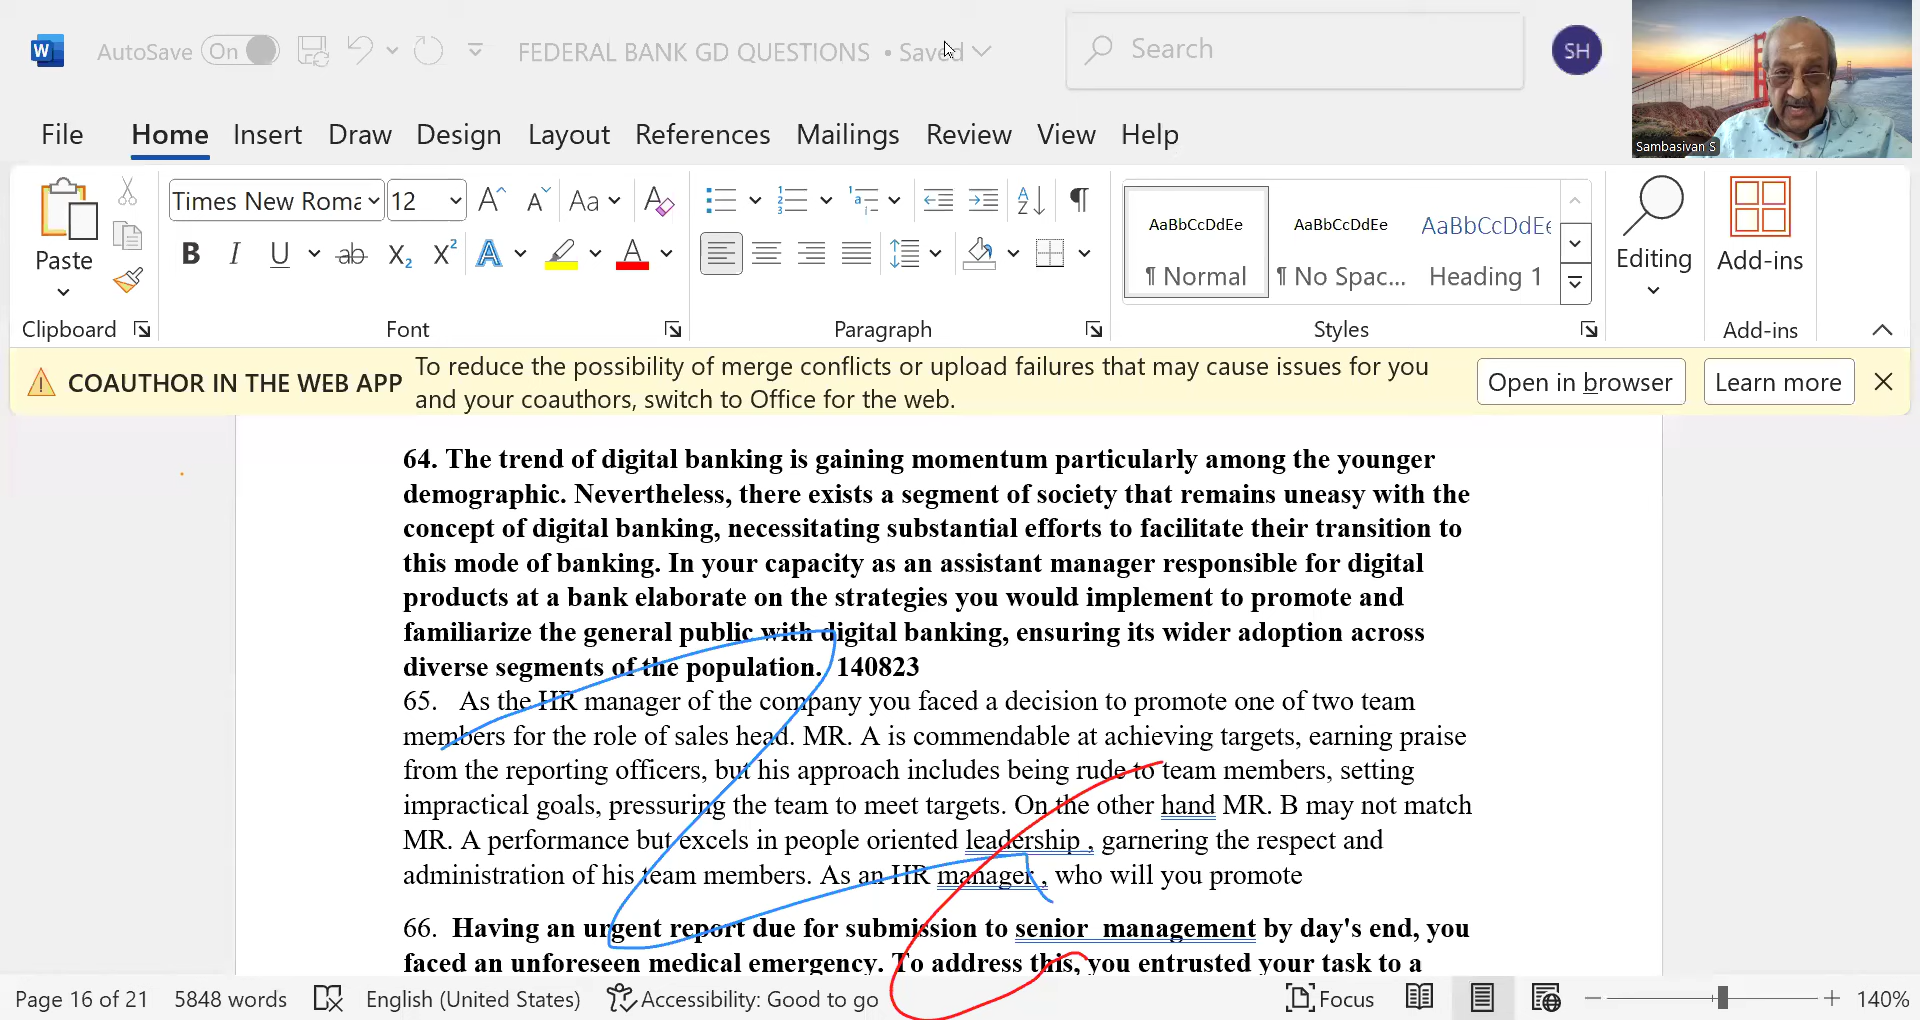 AutoSave On FEDERAL BANK GD QUESTIONS • Saved Search SH
Sambasivan S
File Home Insert Draw Design Layout References Mailings Review View Help
Times New Roma 12 Aa
AaBbCcDdEe AaBbCcDdEe AaBbCcDdEe
B I U ab X₂ X² A A
Paste ¶ Normal ¶ No Spac... Heading 1 Editing Add-ins
Clipboard Font Paragraph Styles Add-ins
COAUTHOR IN THE WEB APP To reduce the possibility of merge conflicts or upload failures that may cause issues for you
and your coauthors, switch to Office for the web.
Open in browser Learn more
64. The trend of digital banking is gaining momentum particularly among the younger
demographic. Nevertheless, there exists a segment of society that remains uneasy with the
concept of digital banking, necessitating substantial efforts to facilitate their transition to
this mode of banking. In your capacity as an assistant manager responsible for digital
products at a bank elaborate on the strategies you would implement to promote and
familiarize the general public with digital banking, ensuring its wider adoption across
diverse segments of the population. 140823
65. As the HR manager of the company you faced a decision to promote one of two team
members for the role of sales head. MR. A is commendable at achieving targets, earning praise
from the reporting officers, but his approach includes being rude to team members, setting
impractical goals, pressuring the team to meet targets. On the other hand MR. B may not match
MR. A performance but excels in people oriented leadership , garnering the respect and
administration of his team members. As an HR manager , who will you promote
66. Having an urgent report due for submission to senior management by day's end, you
faced an unforeseen medical emergency. To address this, you entrusted your task to a
Page 16 of 21 5848 words English (United States) Accessibility: Good to go Focus 140%